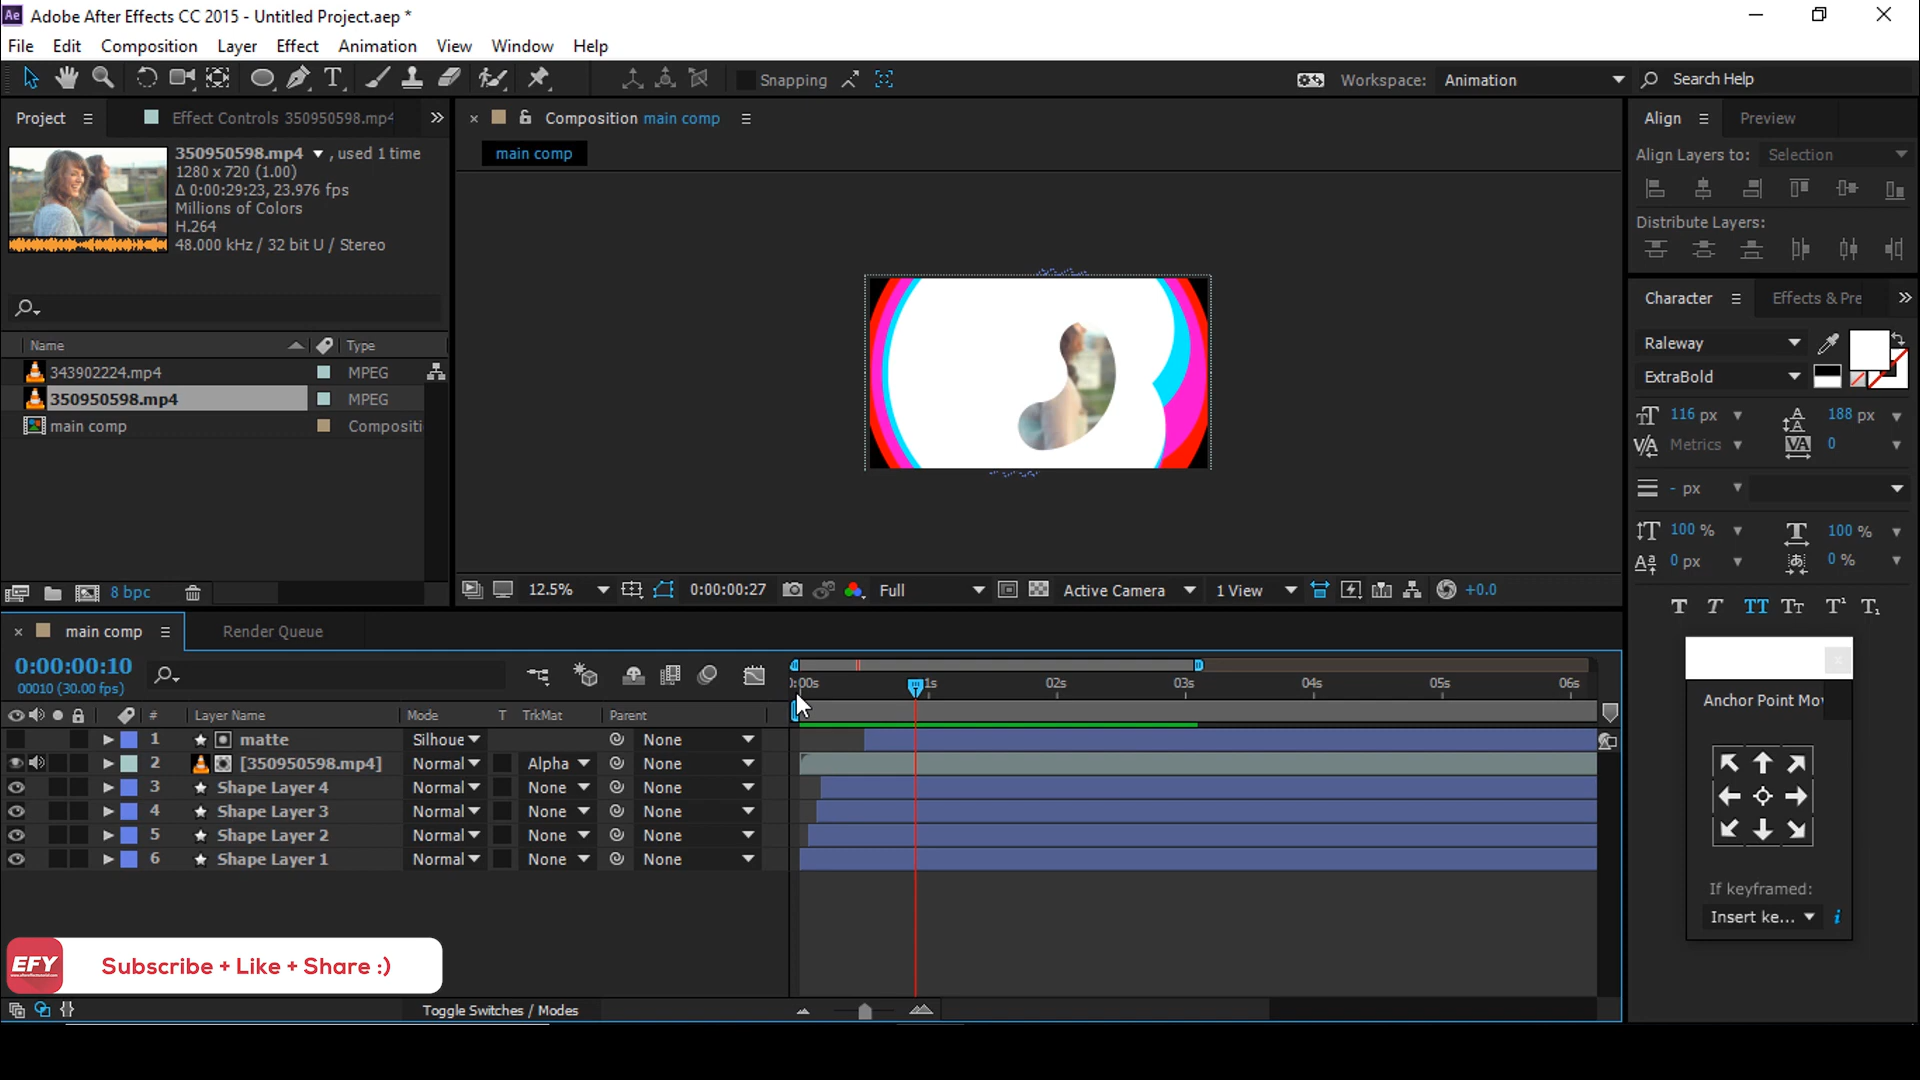 Ae Adobe After Effects CC 2015 - Untitled Project.aep *
File Edit Composition Layer Effect Animation View Window Help
Snapping Workspace: Animation Search Help
Project Effect Controls 350950598.mp4
350950598.mp4 , used 1 time
1280 x 720 (1.00)
Δ 0:00:29:23, 23.976 fps
Millions of Colors
H.264
48.000 kHz / 32 bit U / Stereo
Name Type
343902224.mp4 MPEG
350950598.mp4 MPEG
main comp Compositi
8 bpc
Composition main comp
main comp
12.5% 0:00:00:27 Full Active Camera 1 View +0.0
Align Preview
Align Layers to: Selection
Distribute Layers:
Character Effects & Pre
Raleway
ExtraBold
116 px 188 px
Metrics 0
- px
100 % 100 %
0 px 0 %
T T TT Tt T¹ T₁
Anchor Point Mov
If keyframed:
Insert ke... i
main comp Render Queue
0:00:00:10
00010 (30.00 fps)
0:00s 1s 02s 03s 04s 05s 06s
# Layer Name Mode T TrkMat Parent
1 matte Silhoue None
2 [350950598.mp4] Normal Alpha None
3 Shape Layer 4 Normal None None
4 Shape Layer 3 Normal None None
5 Shape Layer 2 Normal None None
6 Shape Layer 1 Normal None None
EFY Subscribe + Like + Share :)
Toggle Switches / Modes